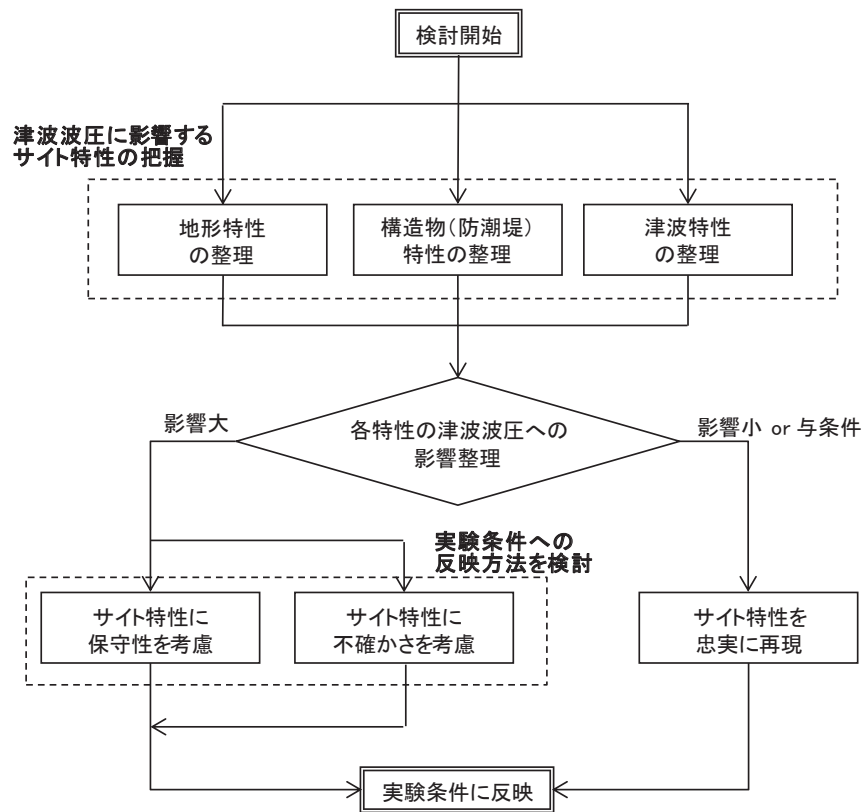 検討開始
津波波圧に影響する
サイト特性の把握
地形特性
の整理
構造物(防潮堤)
特性の整理
津波特性
の整理
影響大
各特性の津波波圧への
影響整理
影響小 or 与条件
実験条件への
反映方法を検討
サイト特性に
保守性を考慮
サイト特性に
不確かさを考慮
サイト特性を
忠実に再現
実験条件に反映